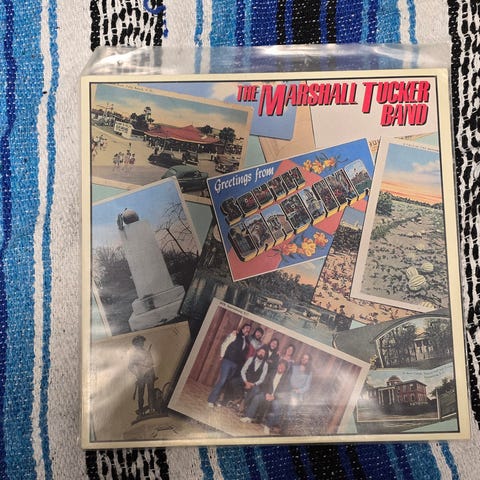 THE MARSHALL TUCKER
BAND
Greetings from
SOUTH
CAROLINA